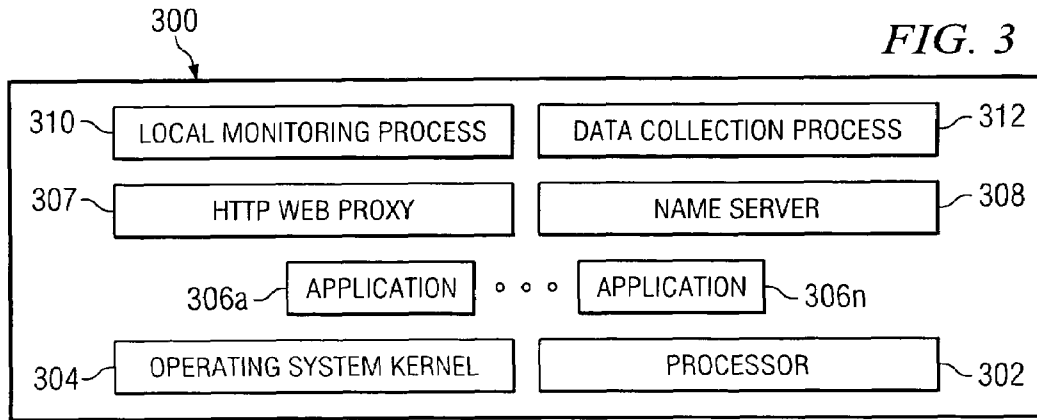 300
FIG. 3
310 LOCAL MONITORING PROCESS DATA COLLECTION PROCESS 312
307 HTTP WEB PROXY NAME SERVER 308
306a APPLICATION APPLICATION 306n
304 OPERATING SYSTEM KERNEL PROCESSOR 302